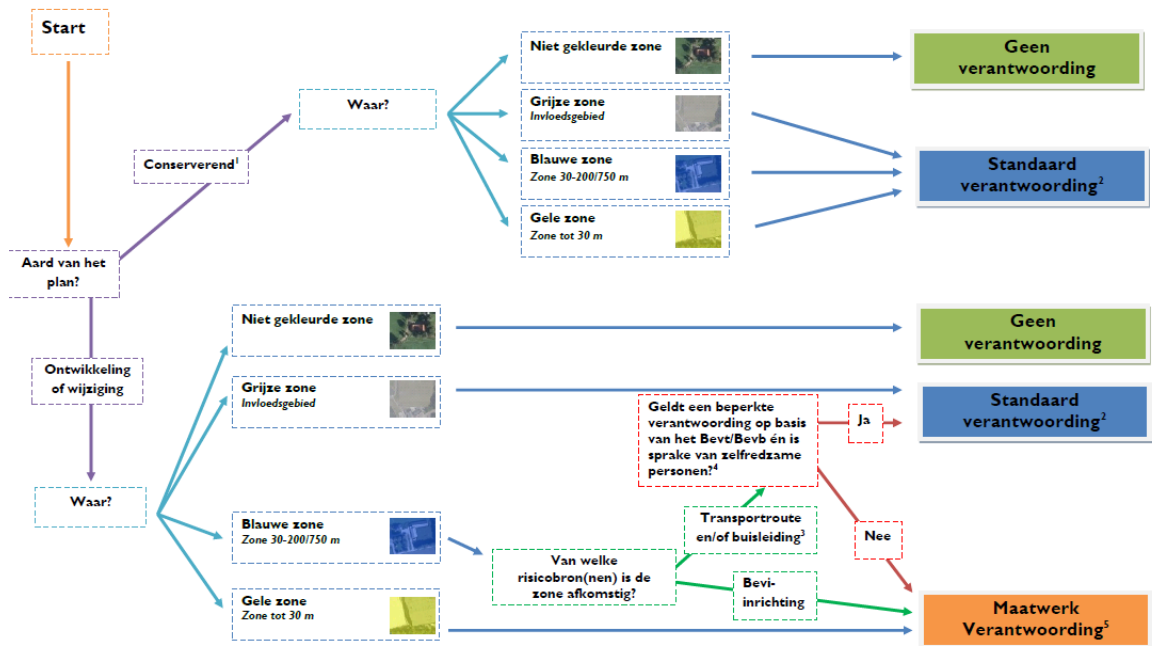 Start
Niet gekleurde zone
Geen
verantwoording
Waar?
Grijze zone
Invloedsgebied
Conserverend¹
Blauwe zone
Zone 30-200/750 m
Standaard
verantwoording²
Gele zone
Zone tot 30 m
Aard van het
plan?
Niet gekleurde zone
Geen
verantwoording
Ontwikkeling
of wijziging
Grijze zone
Invloedsgebied
Geldt een beperkte
verantwoording op basis
van het Bevt/Bevb én is
sprake van zelfredzame
personen?⁴
Ja
Standaard
verantwoording²
Waar?
Blauwe zone
Zone 30-200/750 m
Transportroute
en/of buisleiding³
Nee
Van welke
risicobron(nen) is de
zone afkomstig?
Bevi-
inrichting
Gele zone
Zone tot 30 m
Maatwerk
Verantwoording⁵